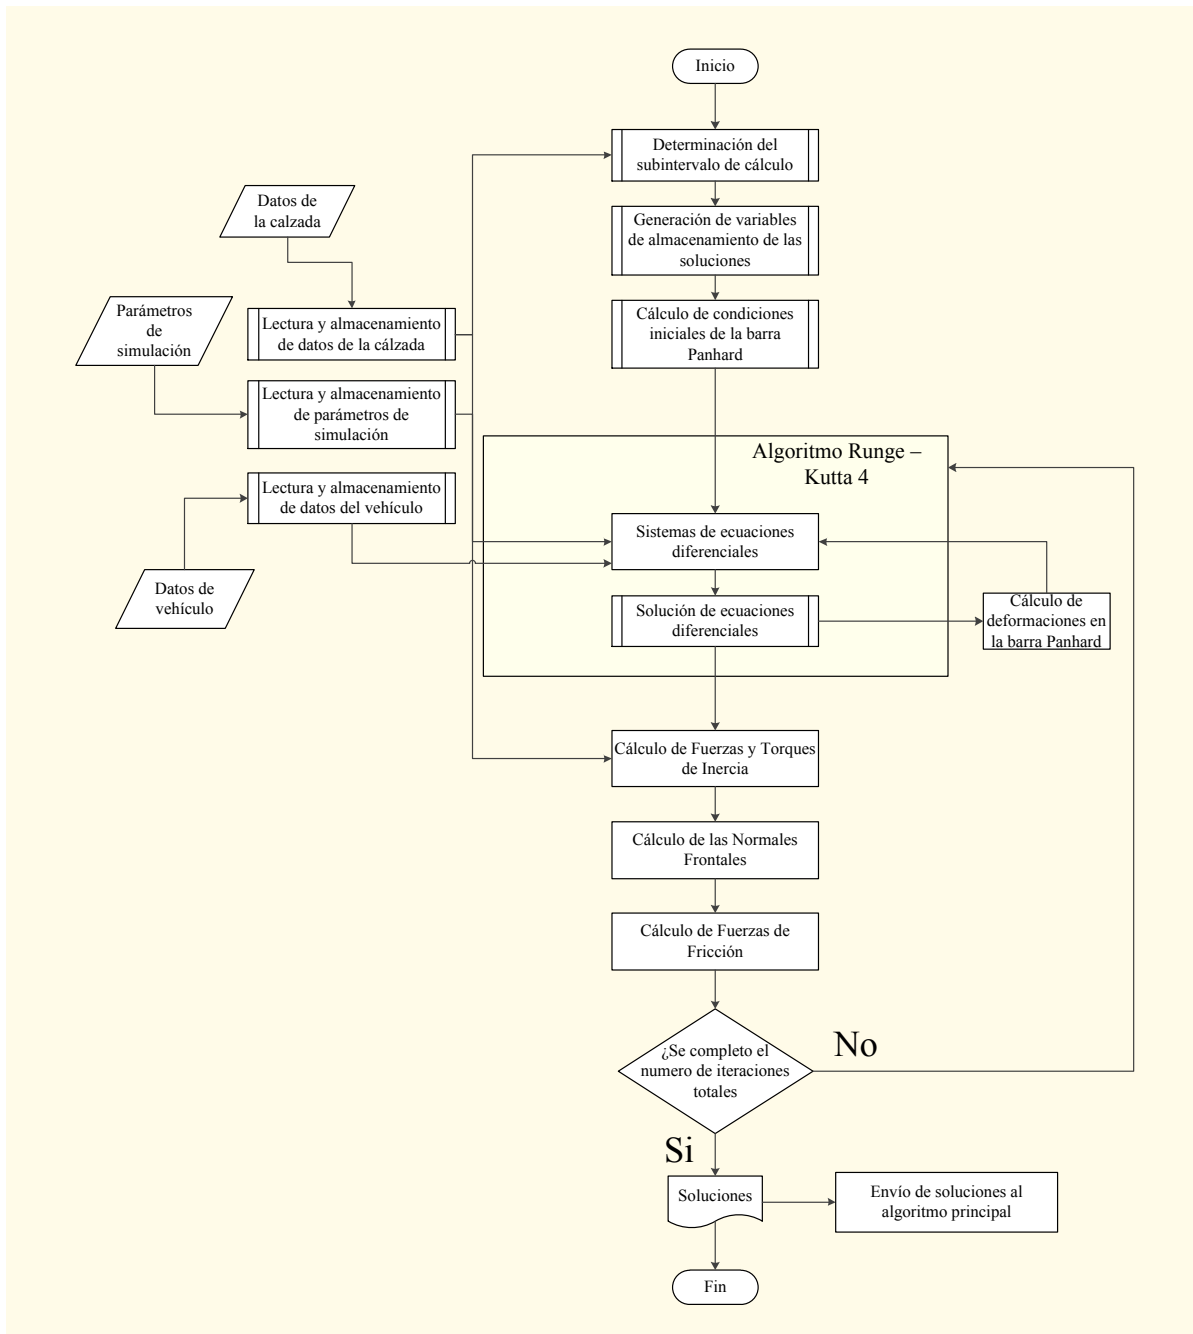 Inicio
Determinación del
subintervalo de cálculo
Datos de
la calzada
Generación de variables
de almacenamiento de las
soluciones
Parámetros
de
simulación
Lectura y almacenamiento
de datos de la cálzada
Cálculo de condiciones
iniciales de la barra
Panhard
Lectura y almacenamiento
de parámetros de
simulación
Algoritmo Runge –
Kutta 4
Lectura y almacenamiento
de datos del vehículo
Sistemas de ecuaciones
diferenciales
Datos de
vehículo
Solución de ecuaciones
diferenciales
Cálculo de
deformaciones en
la barra Panhard
Cálculo de Fuerzas y Torques
de Inercia
Cálculo de las Normales
Frontales
Cálculo de Fuerzas de
Fricción
¿Se completo el
numero de iteraciones
totales
No
Si
Soluciones
Envío de soluciones al
algoritmo principal
Fin